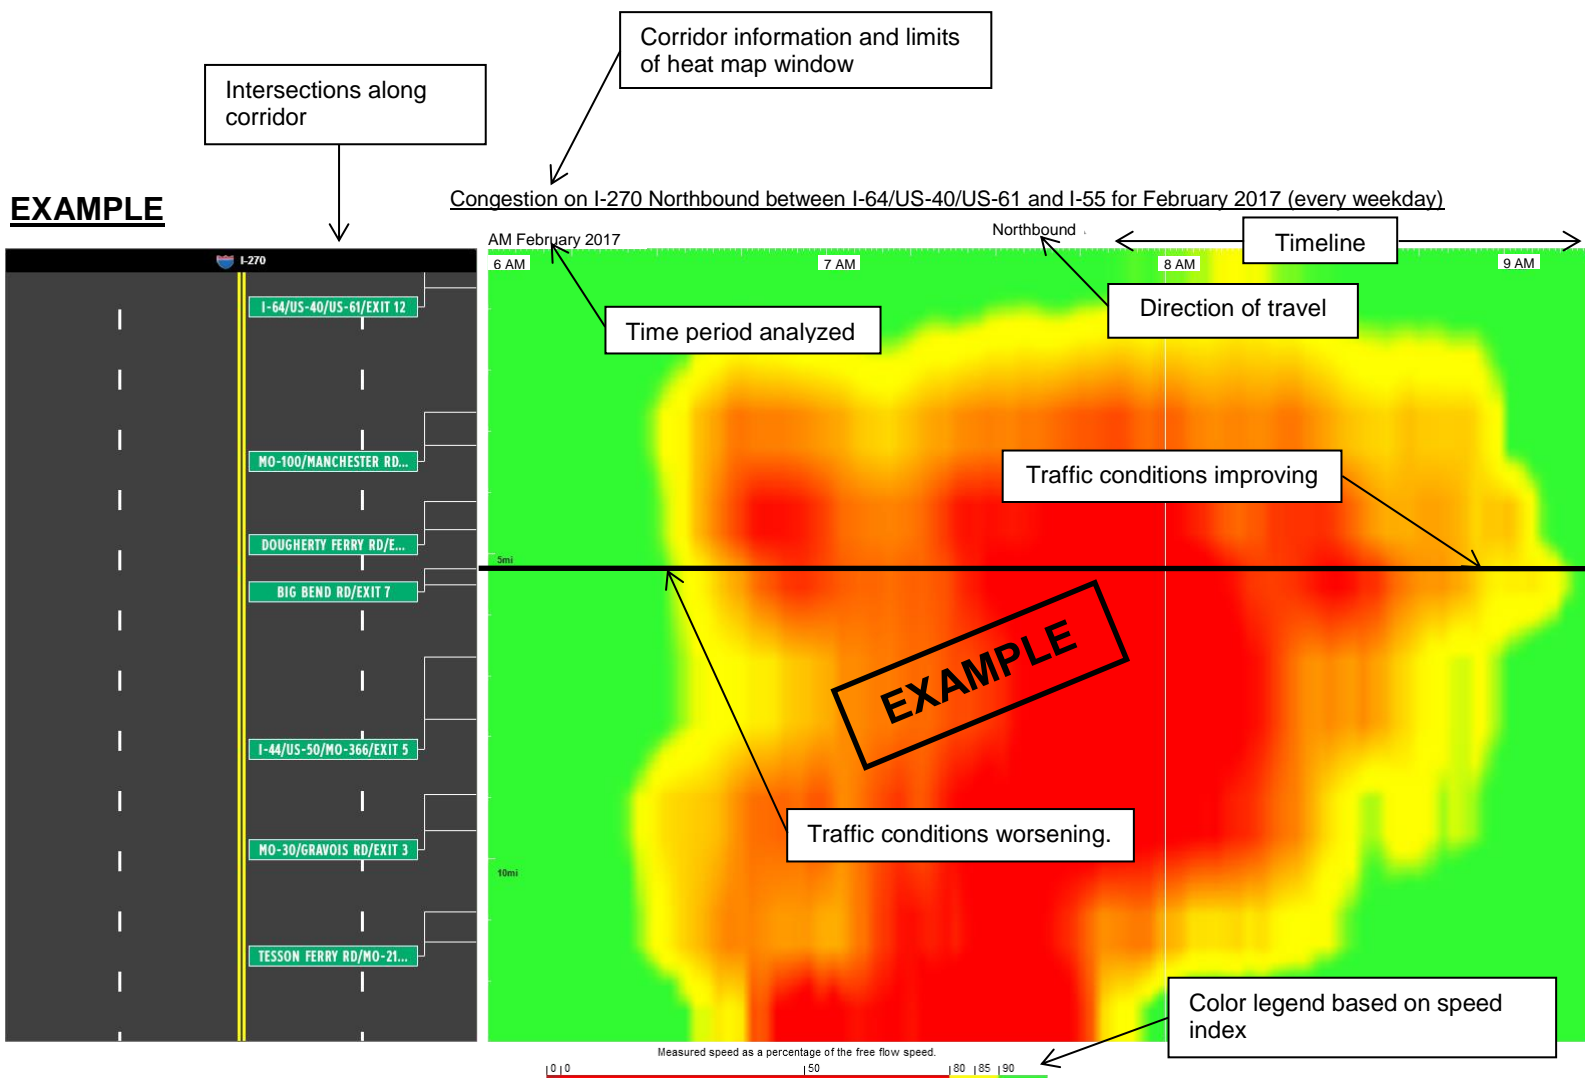 Corridor information and limits
of heat map window
Intersections along
corridor
EXAMPLE
Congestion on I-270 Northbound between I-64/US-40/US-61 and I-55 for February 2017 (every weekday)
AM February 2017
Northbound
Timeline
I-270
6 AM
7 AM
8 AM
9 AM
I-64/US-40/US-61/EXIT 12
Time period analyzed
Direction of travel
MO-100/MANCHESTER RD...
Traffic conditions improving
DOUGHERTY FERRY RD/E...
5mi
BIG BEND RD/EXIT 7
EXAMPLE
I-44/US-50/MO-366/EXIT 5
Traffic conditions worsening.
MO-30/GRAVOIS RD/EXIT 3
10mi
TESSON FERRY RD/MO-21...
Color legend based on speed
index
Measured speed as a percentage of the free flow speed.
0 0 50 80 85 90